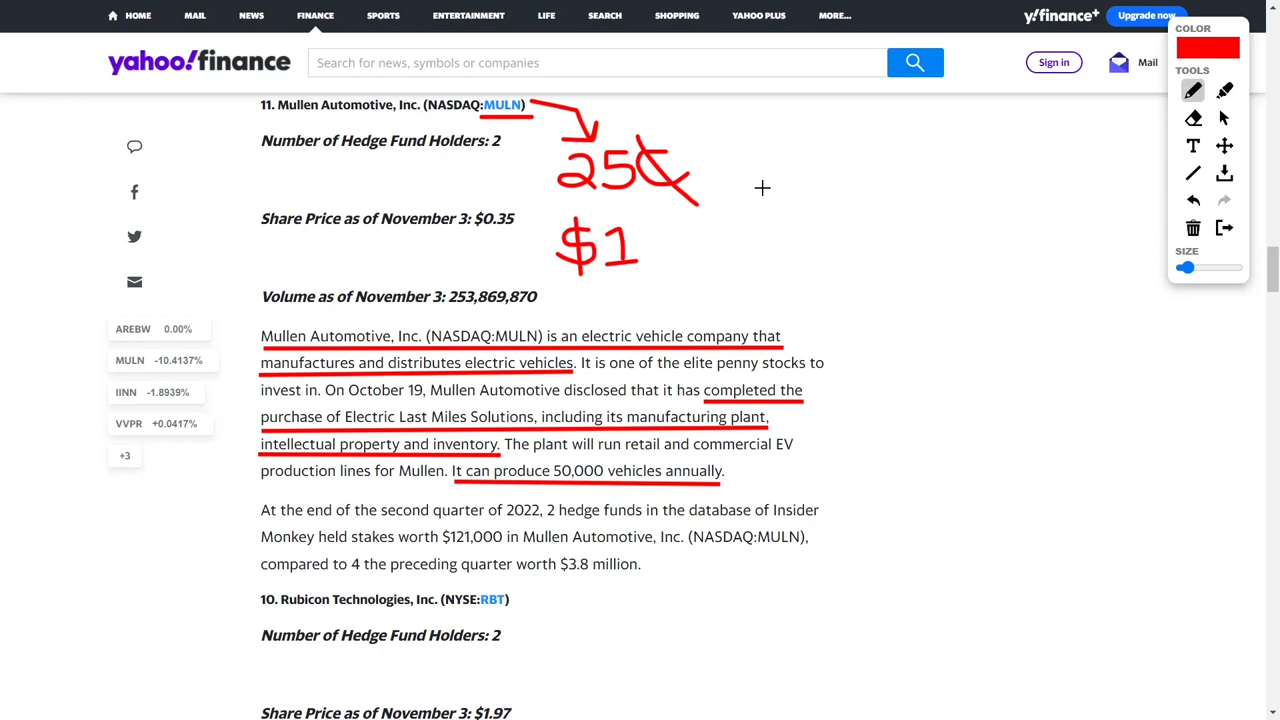 HOME MAIL NEWS FINANCE SPORTS ENTERTAINMENT LIFE SEARCH SHOPPING YAHOO PLUS MORE... y!finance+ Upgrade now
COLOR
yahoo!finance Search for news, symbols or companies Sign in Mail
TOOLS
11. Mullen Automotive, Inc. (NASDAQ:MULN)
Number of Hedge Fund Holders: 2
25¢
T
Share Price as of November 3: $0.35
$1
SIZE
Volume as of November 3: 253,869,870
AREBW 0.00%
MULN -10.4137%
IINN -1.8939%
VVPR +0.0417%
+3
Mullen Automotive, Inc. (NASDAQ:MULN) is an electric vehicle company that
manufactures and distributes electric vehicles. It is one of the elite penny stocks to
invest in. On October 19, Mullen Automotive disclosed that it has completed the
purchase of Electric Last Miles Solutions, including its manufacturing plant,
intellectual property and inventory. The plant will run retail and commercial EV
production lines for Mullen. It can produce 50,000 vehicles annually.
At the end of the second quarter of 2022, 2 hedge funds in the database of Insider
Monkey held stakes worth $121,000 in Mullen Automotive, Inc. (NASDAQ:MULN),
compared to 4 the preceding quarter worth $3.8 million.
10. Rubicon Technologies, Inc. (NYSE:RBT)
Number of Hedge Fund Holders: 2
Share Price as of November 3: $1.97